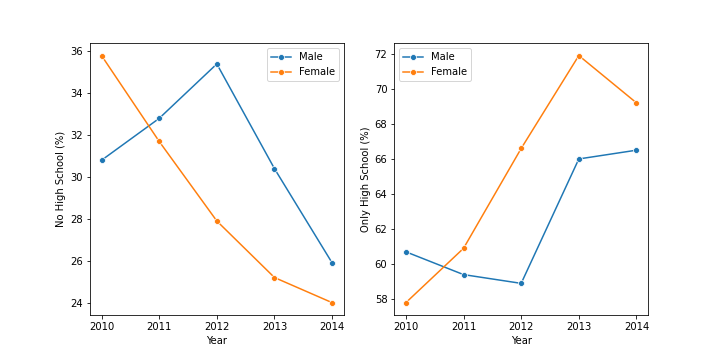 36
34
32
30
28
26
24
No High School (%)
Male
Female
2010 2011 2012 2013 2014
Year
72
70
68
66
64
62
60
58
Only High School (%)
Male
Female
2010 2011 2012 2013 2014
Year